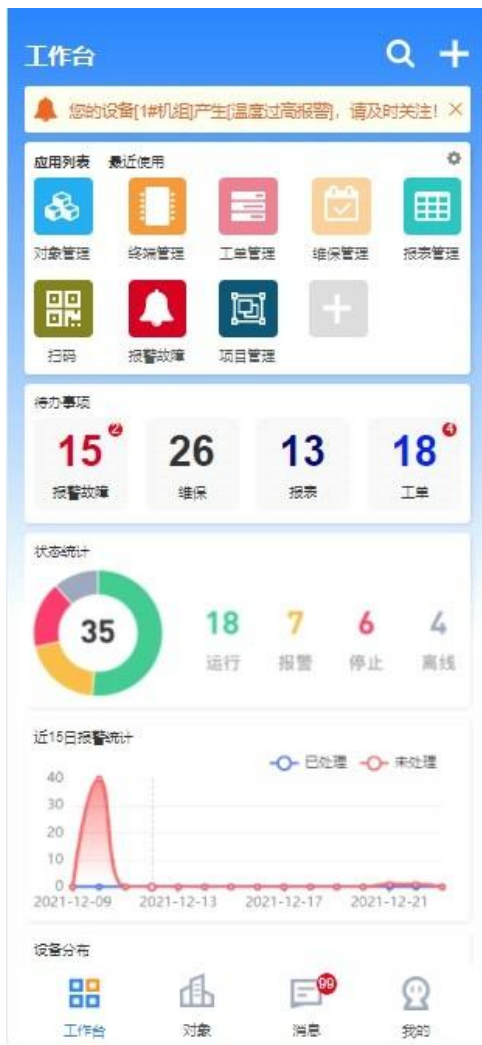 工作台
您的设备[1#机组]产生[温度过高报警]，请及时关注！
应用列表 最近使用
对象管理 终端管理 工单管理 维保管理 报表管理
扫码 报警故障 项目管理
待办事项
15 2 26 13 18 4
报警故障 维保 报表 工单
状态统计
35
18 7 6 4
运行 报警 停止 离线
近15日报警统计
已处理 未处理
40
30
20
10
0
2021-12-09 2021-12-13 2021-12-17 2021-12-21
设备分布
99
工作台 对象 消息 我的